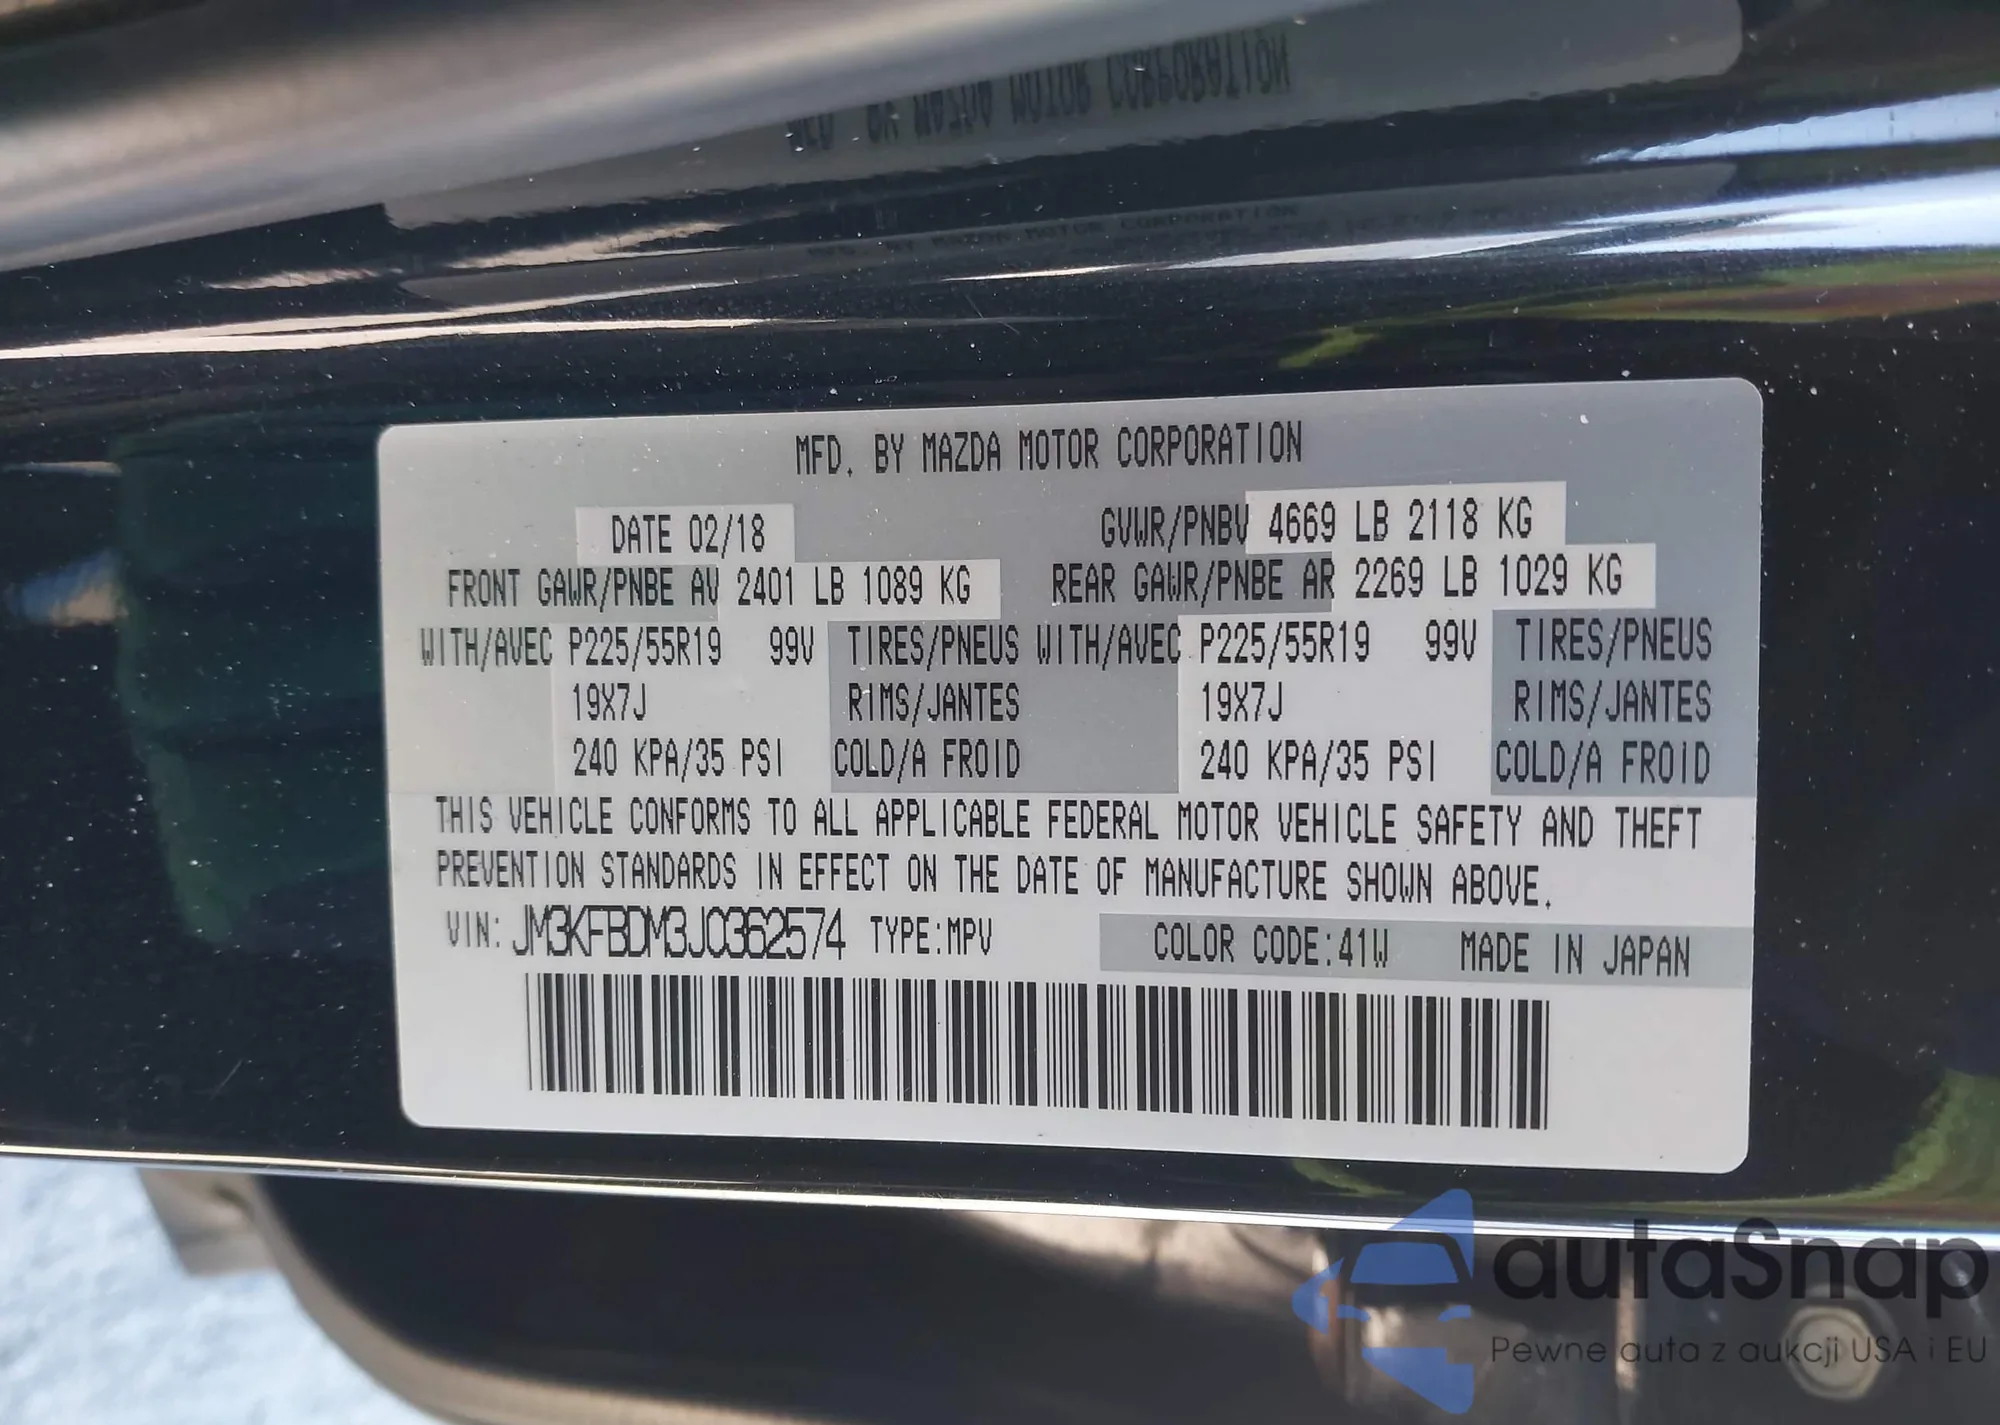 MFD. BY MAZDA MOTOR CORPORATION
DATE 02/18 GVWR/PNBV 4669 LB 2118 KG
FRONT GAWR/PNBE AV 2401 LB 1089 KG REAR GAWR/PNBE AR 2269 LB 1029 KG
WITH/AVEC P225/55R19 99V TIRES/PNEUS WITH/AVEC P225/55R19 99V TIRES/PNEUS
19X7J RIMS/JANTES 19X7J RIMS/JANTES
240 KPA/35 PSI COLD/A FROID 240 KPA/35 PSI COLD/A FROID
THIS VEHICLE CONFORMS TO ALL APPLICABLE FEDERAL MOTOR VEHICLE SAFETY AND THEFT
PREVENTION STANDARDS IN EFFECT ON THE DATE OF MANUFACTURE SHOWN ABOVE.
VIN: JM3KFBDM3J0362574 TYPE:MPV COLOR CODE:41W MADE IN JAPAN
autaSnap
Pewne auta z aukcji USA i EU